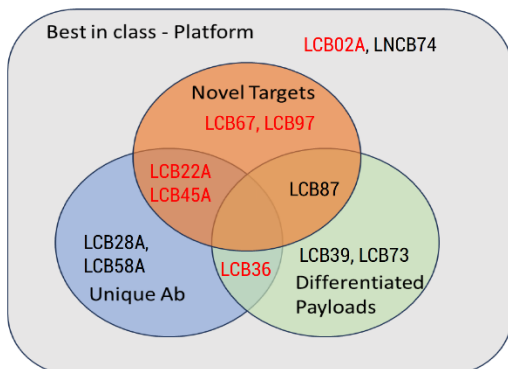 Best in class - Platform
LCB02A, LNCB74
Novel Targets
LCB67, LCB97
LCB22A
LCB45A
LCB87
LCB28A,
LCB58A
Unique Ab
LCB36
LCB39, LCB73
Differentiated
Payloads